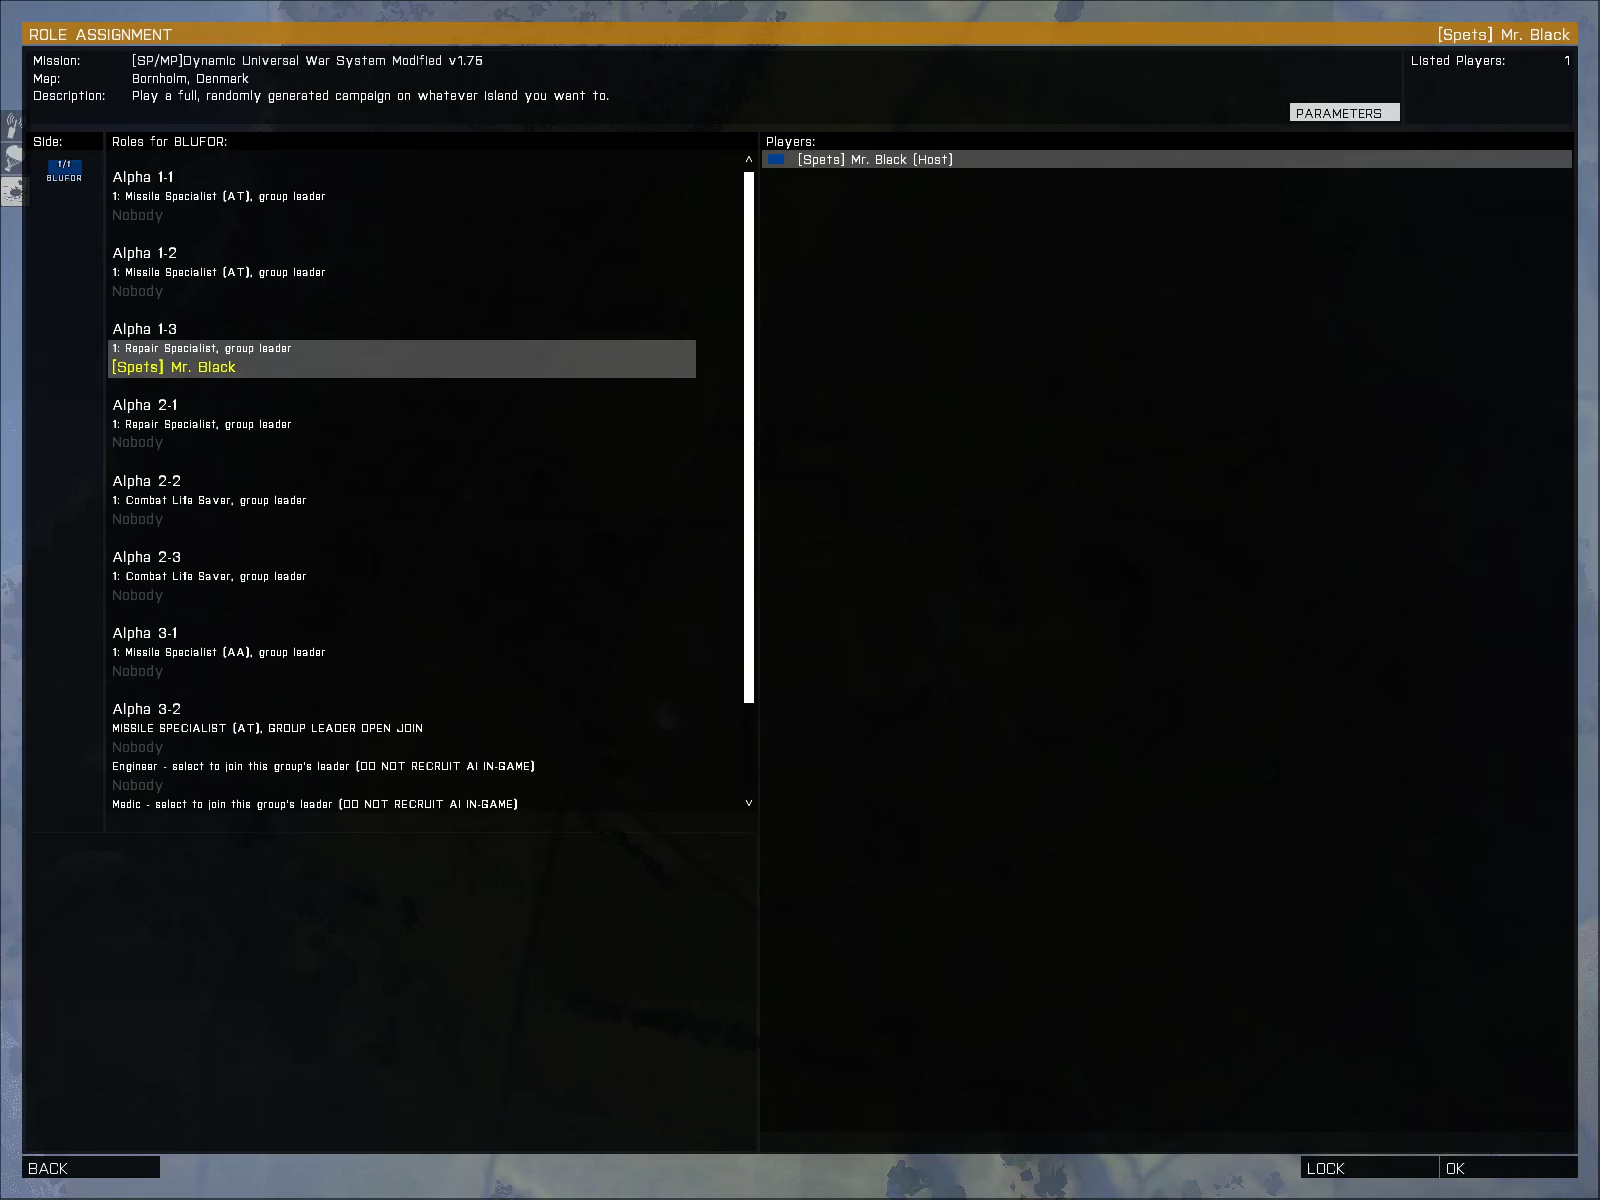 ROLE ASSIGNMENT
[Spets] Mr. Black
Mission: [SP/MP]Dynamic Universal War System Modified v1.75
Map: Bornholm, Denmark
Description: Play a full, randomly generated campaign on whatever island you want to.
Listed Players: 1
PARAMETERS
Side:
1/1
BLUFOR
Roles for BLUFOR:
Alpha 1-1
1: Missile Specialist (AT), group leader
Nobody
Alpha 1-2
1: Missile Specialist (AT), group leader
Nobody
Alpha 1-3
1: Repair Specialist, group leader
[Spets] Mr. Black
Alpha 2-1
1: Repair Specialist, group leader
Nobody
Alpha 2-2
1: Combat Life Saver, group leader
Nobody
Alpha 2-3
1: Combat Life Saver, group leader
Nobody
Alpha 3-1
1: Missile Specialist (AA), group leader
Nobody
Alpha 3-2
MISSILE SPECIALIST (AT), GROUP LEADER OPEN JOIN
Nobody
Engineer - select to join this group's leader (DO NOT RECRUIT AI IN-GAME)
Nobody
Medic - select to join this group's leader (DO NOT RECRUIT AI IN-GAME)
Players:
[Spets] Mr. Black (Host)
BACK
LOCK
OK